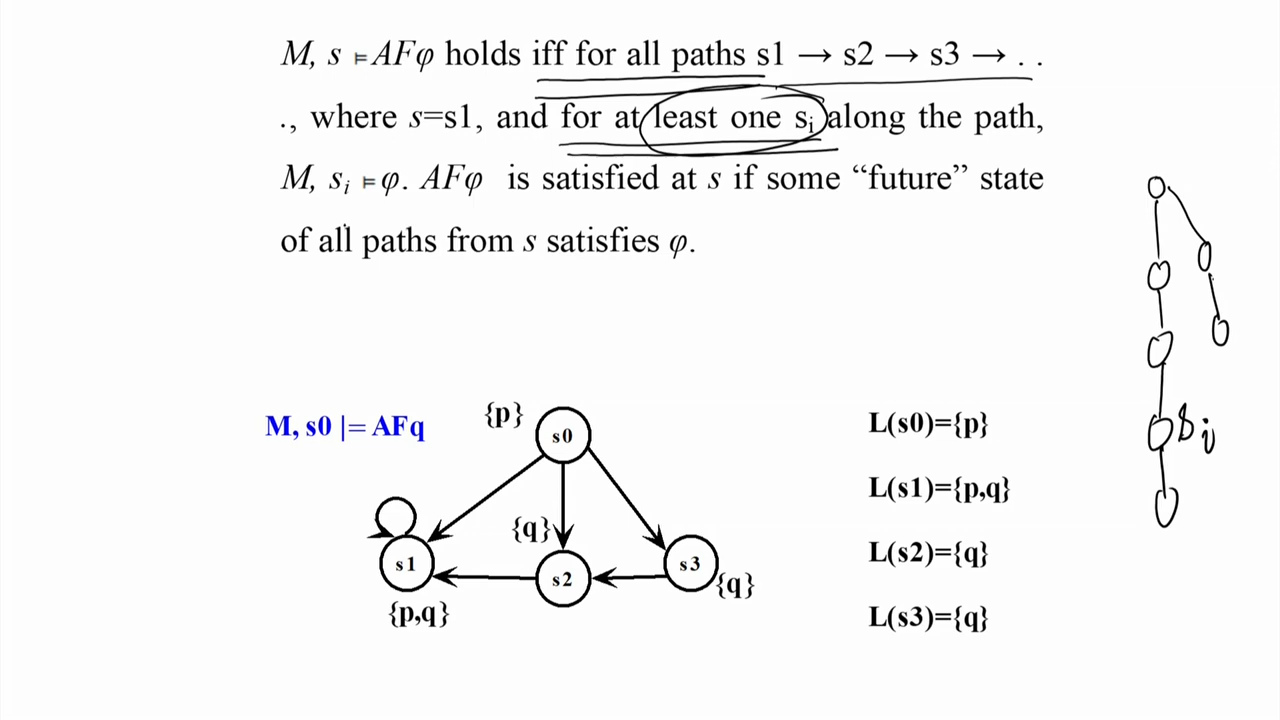 M, s ⊨ AFφ holds iff for all paths s1 → s2 → s3 → . .
., where s=s1, and for at least one si along the path,
M, si ⊨ φ. AFφ is satisfied at s if some “future” state
of all paths from s satisfies φ.
M, s0 |= AFq
{p}
s0
L(s0)={p}
si
L(s1)={p,q}
{q}
L(s2)={q}
s1
s2
s3
{q}
{p,q}
L(s3)={q}